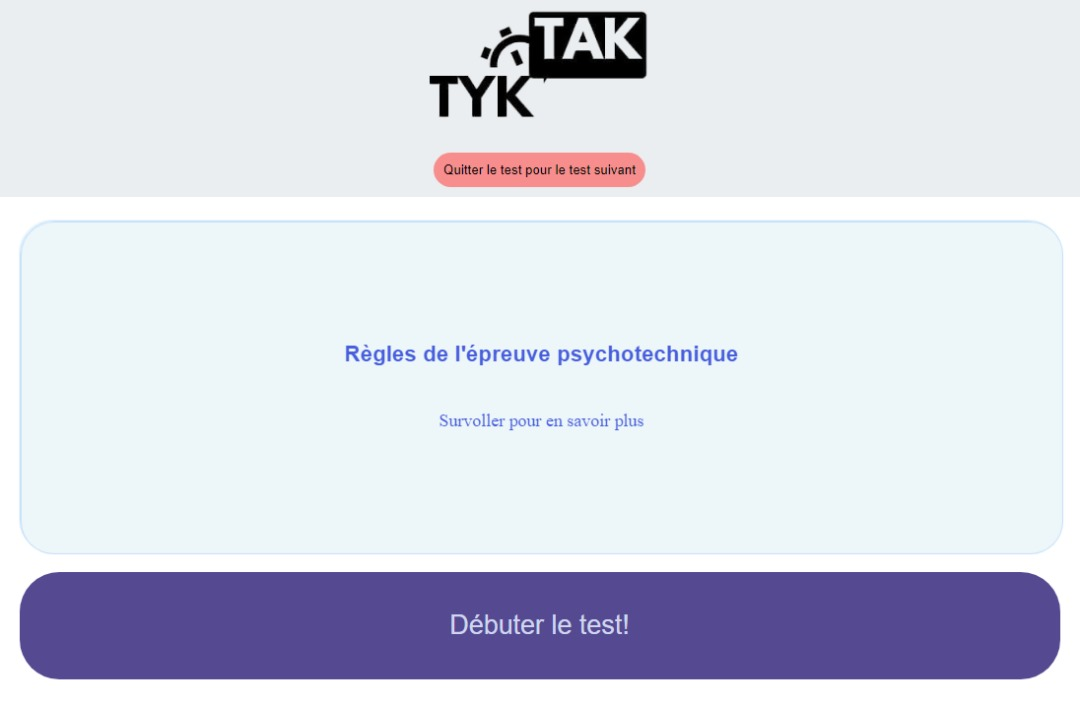 TAK
TYK
Quitter le test pour le test suivant
Règles de l'épreuve psychotechnique
Survoller pour en savoir plus
Débuter le test!